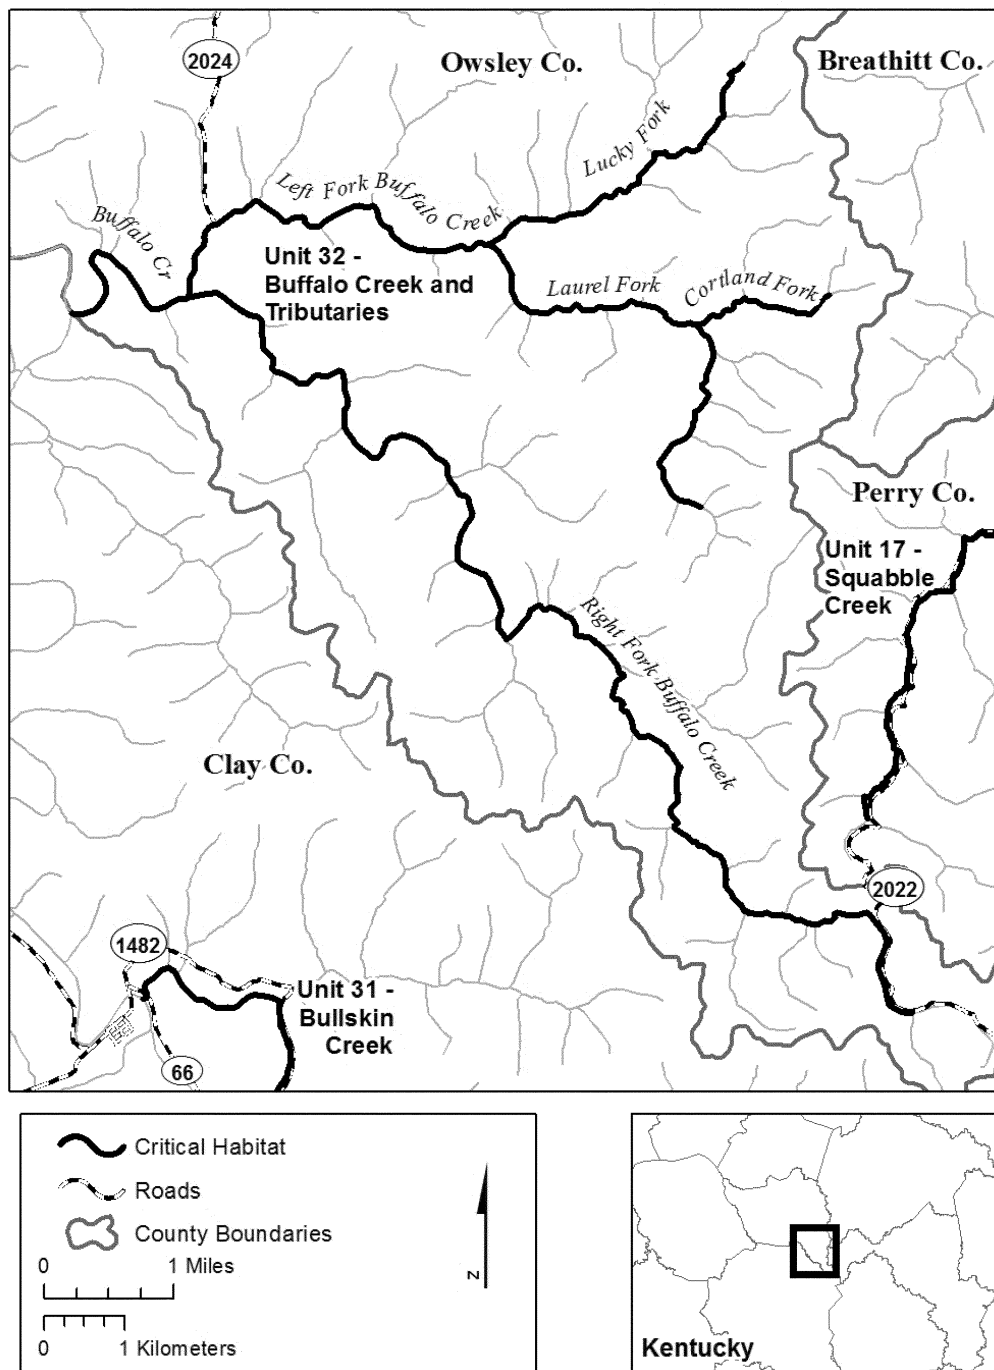 2024
Owsley Co.
Breathitt Co.
Lucky Fork
Left Fork Buffalo Creek
Buffalo Cr
Unit 32 -
Buffalo Creek and
Tributaries
Laurel Fork
Cortland Fork
Perry Co.
Unit 17 -
Squabble
Creek
Right Fork Buffalo Creek
Clay Co.
2022
1482
Unit 31 -
Bullskin
Creek
66
Critical Habitat
Roads
County Boundaries
0 1 Miles
0 1 Kilometers
N
Kentucky